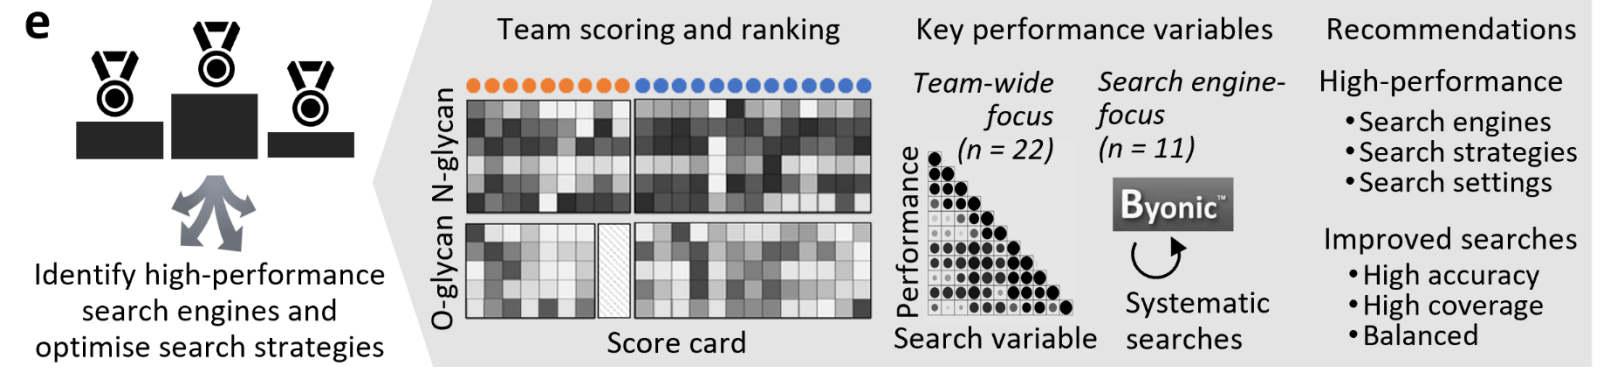 e
Identify high-performance
search engines and
optimise search strategies
Team scoring and ranking
N-glycan
O-glycan
Score card
Key performance variables
Team-wide
focus
(n = 22)
Search engine-
focus
(n = 11)
Performance
Search variable
Byonic™
Systematic
searches
Recommendations
High-performance
•Search engines
•Search strategies
•Search settings
Improved searches
•High accuracy
•High coverage
•Balanced